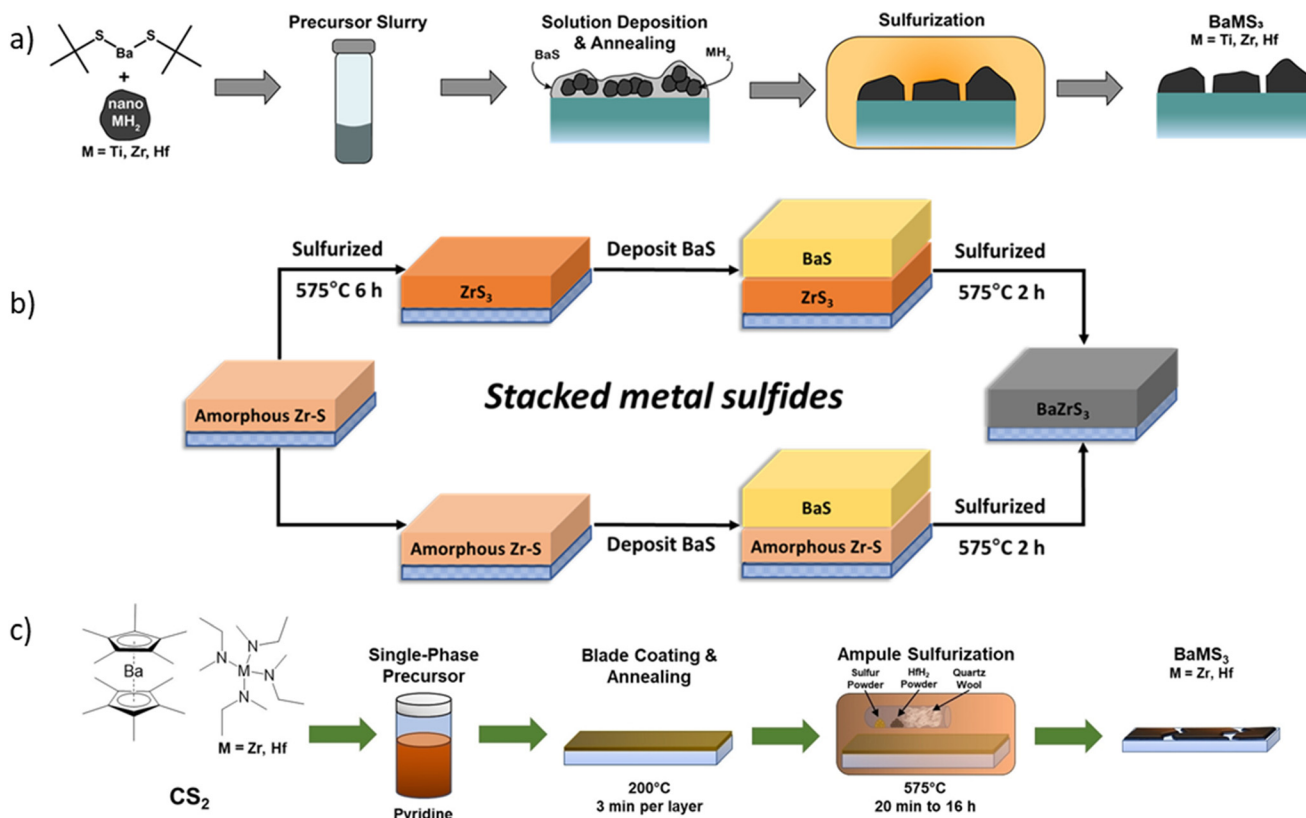 a)
S
Ba
S
+
nano
MH₂
M = Ti, Zr, Hf
Precursor Slurry
Solution Deposition
& Annealing
BaS
MH₂
Sulfurization
BaMS₃
M = Ti, Zr, Hf
b)
Sulfurized
575°C 6 h
ZrS₃
Deposit BaS
BaS
ZrS₃
Sulfurized
575°C 2 h
Amorphous Zr-S
Stacked metal sulfides
BaZrS₃
Amorphous Zr-S
Deposit BaS
BaS
Amorphous Zr-S
Sulfurized
575°C 2 h
c)
Ba
N
N
M
N
N
M = Zr, Hf
CS₂
Single-Phase
Precursor
Pyridine
Blade Coating &
Annealing
200°C
3 min per layer
Ampule Sulfurization
Sulfur
Powder
HfH₂
Powder
Quartz
Wool
575°C
20 min to 16 h
BaMS₃
M = Zr, Hf